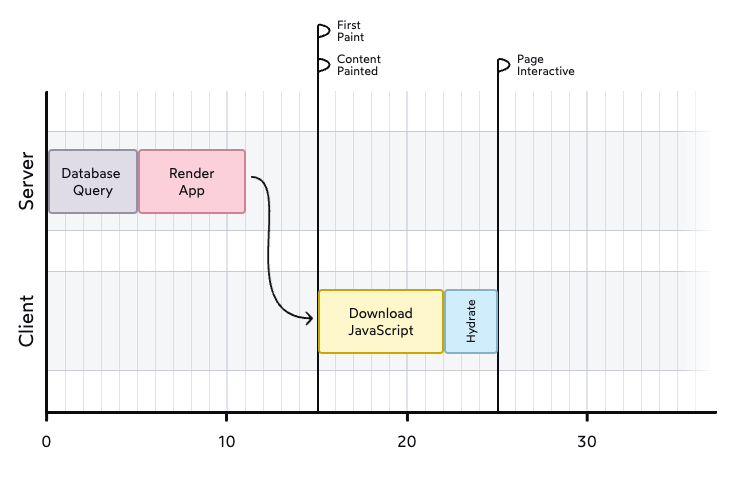 First
Paint
Content
Painted
Page
Interactive
Server
Database
Query
Render
App
Client
Download
JavaScript
Hydrate
0
10
20
30